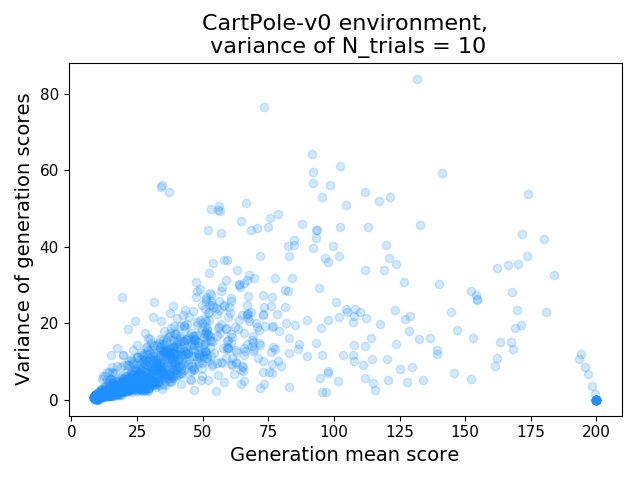 CartPole-v0 environment,
variance of N_trials = 10
Variance of generation scores
80
60
40
20
0
0 25 50 75 100 125 150 175 200
Generation mean score